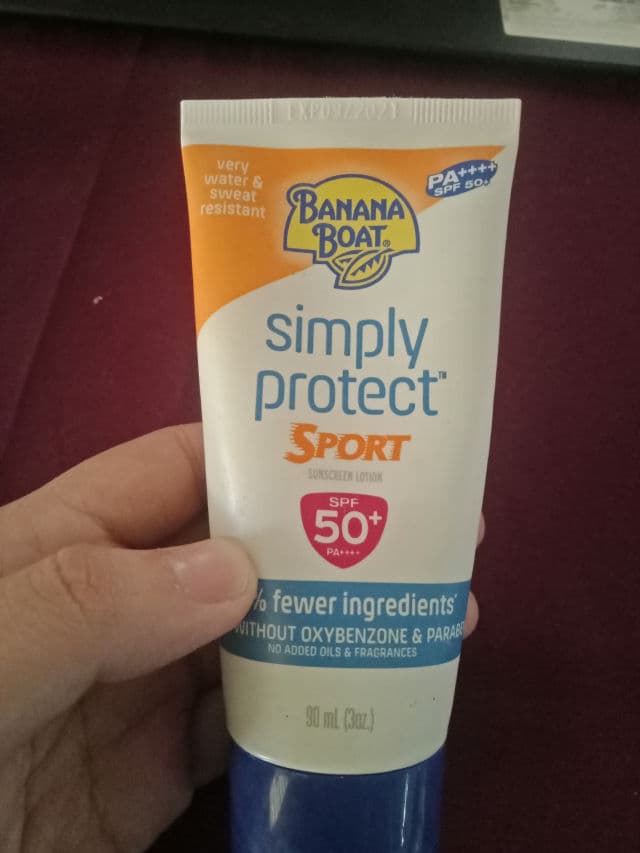 very
water &
sweat
resistant
PA++++
SPF 50+
BANANA
BOAT®
simply
protect™
SPORT
SUNSCREEN LOTION
SPF
50+
PA++++
% fewer ingredients*
WITHOUT OXYBENZONE &
NO ADDED OILS & FRAGRANCES
90 mL (3oz.)